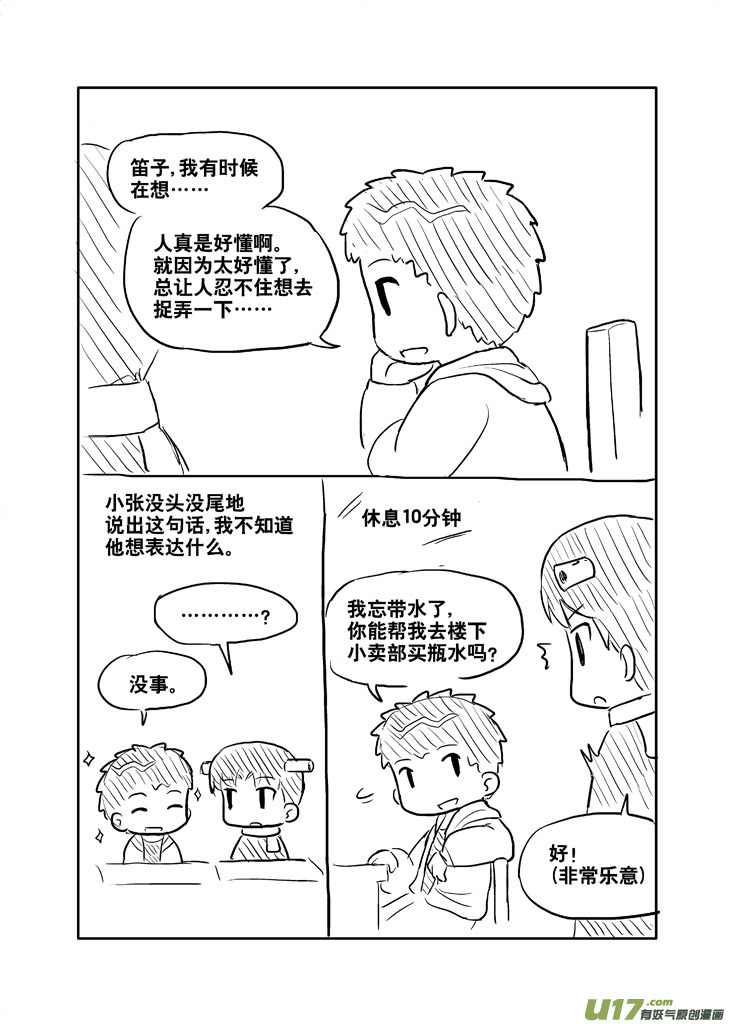 笛子,我有时候
在想……
人真是好懂啊。
就因为太好懂了,
总让人忍不住想去
捉弄一下……
小张没头没尾地
说出这句话,我不知道
他想表达什么。
…………?
没事。
休息10分钟
我忘带水了,
你能帮我去楼下
小卖部买瓶水吗?
好!
(非常乐意)
U17.com
有妖气原创漫画